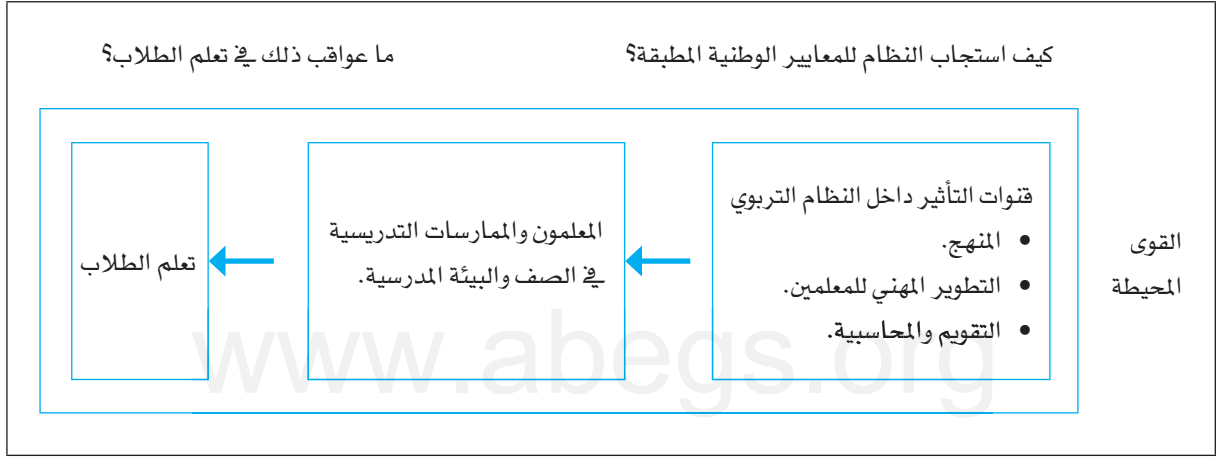 كيف استجاب النظام للمعايير الوطنية المطبقة؟
ما عواقب ذلك في تعلم الطلاب؟
القوى
المحيطة
قنوات التأثير داخل النظام التربوي
• المنهج.
• التطوير المهني للمعلمين.
• التقويم والمحاسبية.
المعلمون والممارسات التدريسية
في الصف والبيئة المدرسية.
تعلم الطلاب
www.abegs.org